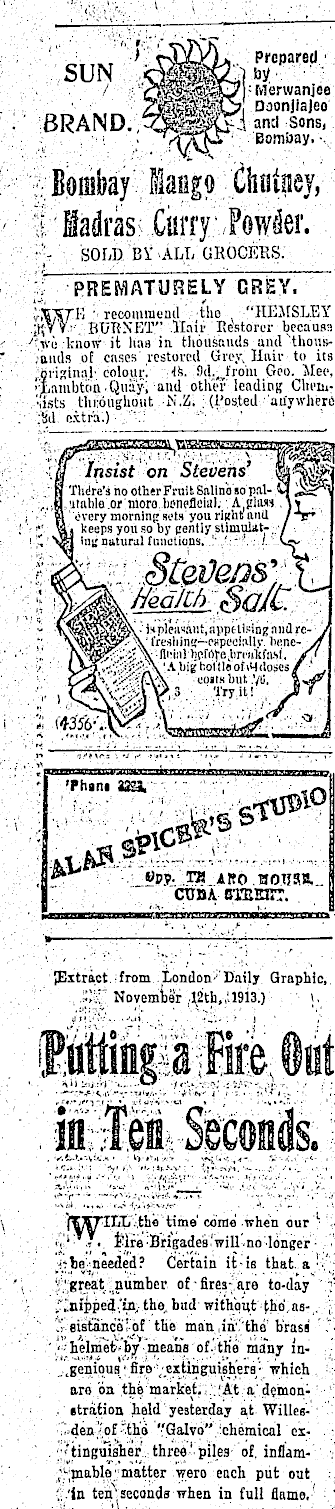 SUN
BRAND.
Prepared
by
Merwanjee
and Sons,
Bombay.
Bombay Mango Chutney,
Madras Curry Powder.
SOLD BY ALL GROCERS.
PREMATURELY GREY.
WE recommend the "HEMSLEY
BURNET" Hair Restorer because
we know it has in thousands and thous-
ands of cases restored Grey Hair to its
original colour. 4s. 9d. from Geo. Mee,
Lambton Quay, and other leading Chem-
ists throughout N.Z. (Posted anywhere
extra.)
Insist on Stevens'
There's no other Fruit Saline so pal-
atable or more beneficial. A glass
every morning sets you right and
keeps you so by gently stimulat-
ing natural functions.
Stevens'
Health Salt.
is pleasant, appetising and re-
freshing—especially bene-
ficial before breakfast.
A big bottle of doses
costs but
3 Try it!
4356
'Phone
ALAN SPICER'S STUDIO
Opp. TE ARO HOUSE,
CUBA STREET.
(Extract from London Daily Graphic,
November 12th, 1913.)
Putting a Fire Out
in Ten Seconds.
WILL the time come when our
Fire Brigades will no longer
be needed? Certain it is that a
great number of fires are to-day
nipped in the bud without the as-
sistance of the man in the brass
helmet by means of the many in-
genious fire extinguishers which
are on the market. At a demon-
stration held yesterday at Willes-
den of the "Galvo" chemical ex-
tinguisher three piles of inflam-
mable matter were each put out
in ten seconds when in full flame.